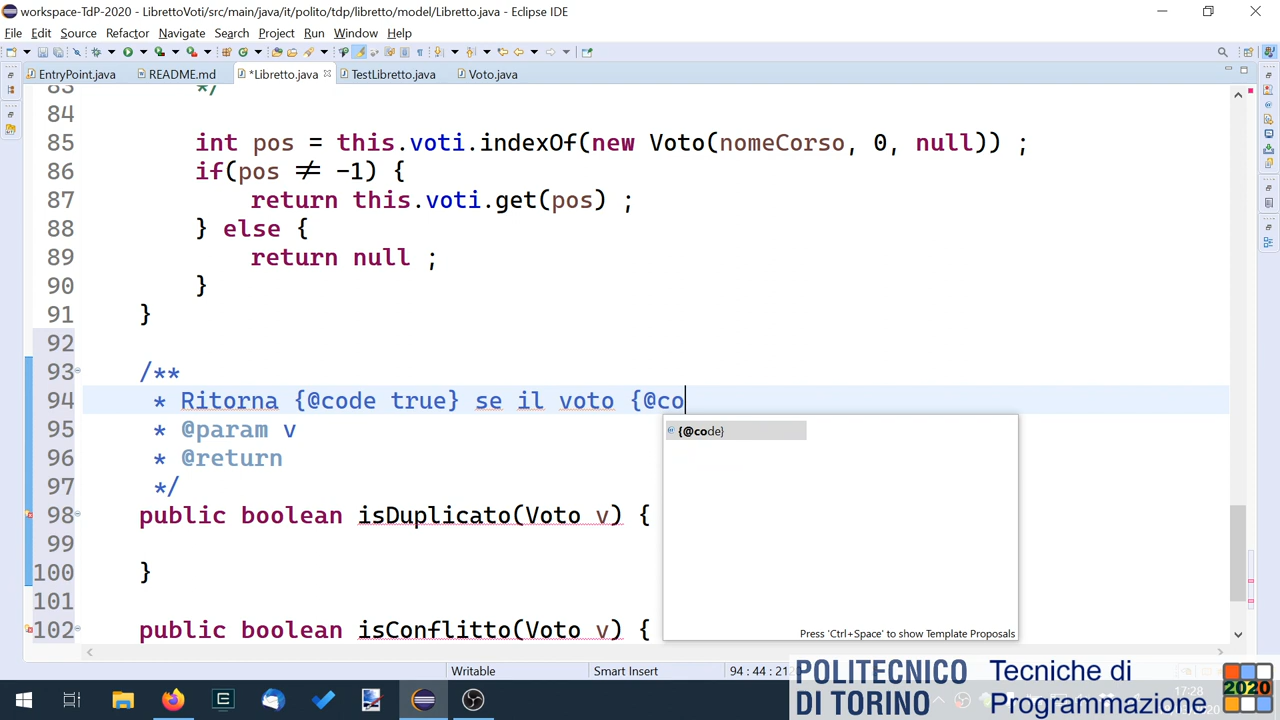 workspace-TdP-2020 - LibrettoVoti/src/main/java/it/polito/tdp/libretto/model/Libretto.java - Eclipse IDE
File Edit Source Refactor Navigate Search Project Run Window Help
EntryPoint.java README.md *Libretto.java TestLibretto.java Voto.java
83 */
84
85 int pos = this.voti.indexOf(new Voto(nomeCorso, 0, null)) ;
86 if(pos ≠ -1) {
87 return this.voti.get(pos) ;
88 } else {
89 return null ;
90 }
91 }
92
93 /**
94 * Ritorna {@code true} se il voto {@co
{@code}
95 * @param v
96 * @return
97 */
98 public boolean isDuplicato(Voto v) {
99
100 }
101
102 public boolean isConflitto(Voto v) {
Press 'Ctrl+Space' to show Template Proposals
Writable Smart Insert 94 : 44 : 212
POLITECNICO DI TORINO
Tecniche di Programmazione
2020
17:28